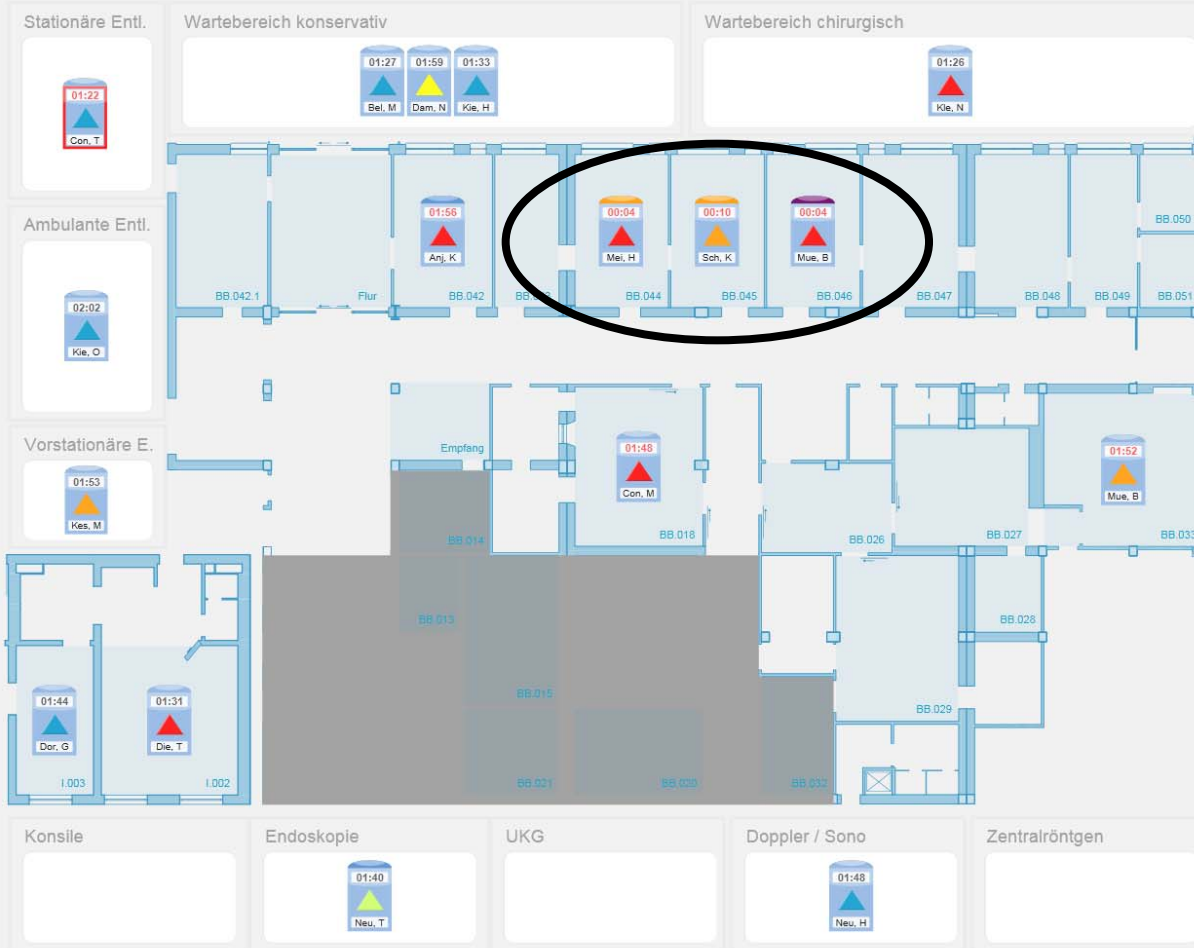 Stationäre Entl.
Wartebereich konservativ
Wartebereich chirurgisch
01:22
Con, T
01:27
Bel, M
01:59
Dam, N
01:33
Kie, H
01:26
Kle, N
Ambulante Entl.
02:02
Kie, O
Vorstationäre E.
01:53
Kes, M
BB.042.1
Flur
01:56
Anj, K
BB.042
00:04
Mei, H
BB.044
00:10
Sch, K
BB.045
00:04
Mue, B
BB.046
BB.047
BB.048
BB.049
BB.050
BB.051
Empfang
01:48
Con, M
BB.018
BB.026
BB.027
01:52
Mue, B
BB.033
BB.014
BB.013
BB.015
BB.021
BB.020
BB.032
BB.028
BB.029
01:44
Dor, G
I.003
01:31
Die, T
I.002
Konsile
Endoskopie
01:40
Neu, T
UKG
Doppler / Sono
01:48
Neu, H
Zentralröntgen